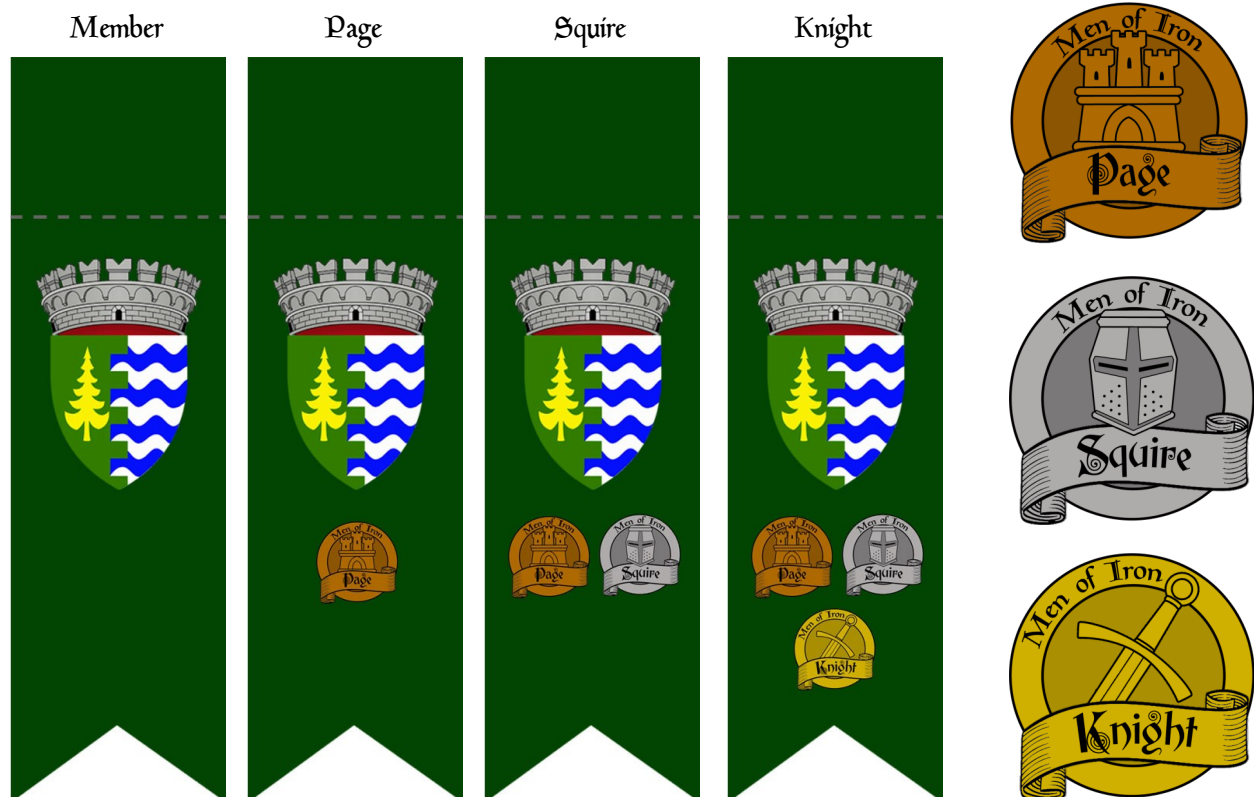 Member
Page
Squire
Knight
Men of Iron
Page
Men of Iron
Page
Men of Iron
Squire
Men of Iron
Page
Men of Iron
Squire
Men of Iron
Knight
Men of Iron
Page
Men of Iron
Squire
Men of Iron
Knight